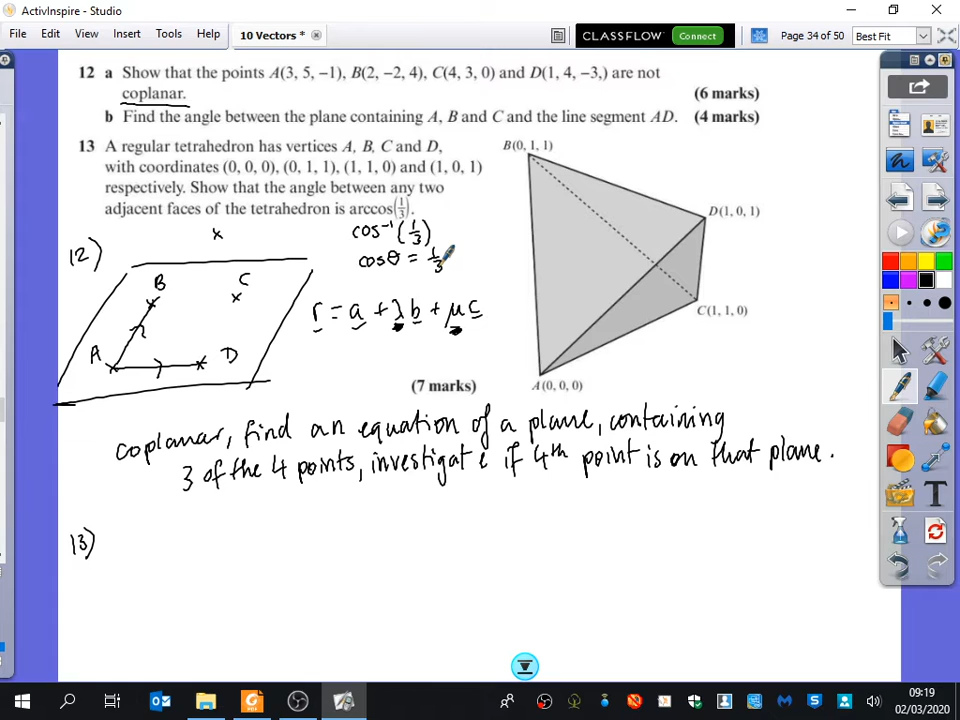 ActivInspire - Studio
File Edit View Insert Tools Help
10 Vectors *
CLASSFLOW Connect
Page 34 of 50
Best Fit
12 a Show that the points A(3, 5, −1), B(2, −2, 4), C(4, 3, 0) and D(1, 4, −3,) are not
coplanar. (6 marks)
b Find the angle between the plane containing A, B and C and the line segment AD. (4 marks)
13 A regular tetrahedron has vertices A, B, C and D,
with coordinates (0, 0, 0), (0, 1, 1), (1, 1, 0) and (1, 0, 1)
respectively. Show that the angle between any two
adjacent faces of the tetrahedron is arccos(1/3).
B(0, 1, 1)
D(1, 0, 1)
C(1, 1, 0)
A(0, 0, 0)
(7 marks)
cos⁻¹(1/3)
cosθ = 1/3
12)
B
C
A
D
r = a + λb + μc
coplanar, find an equation of a plane, containing
3 of the 4 points, investigate if 4th point is on that plane.
13)
09:19
02/03/2020